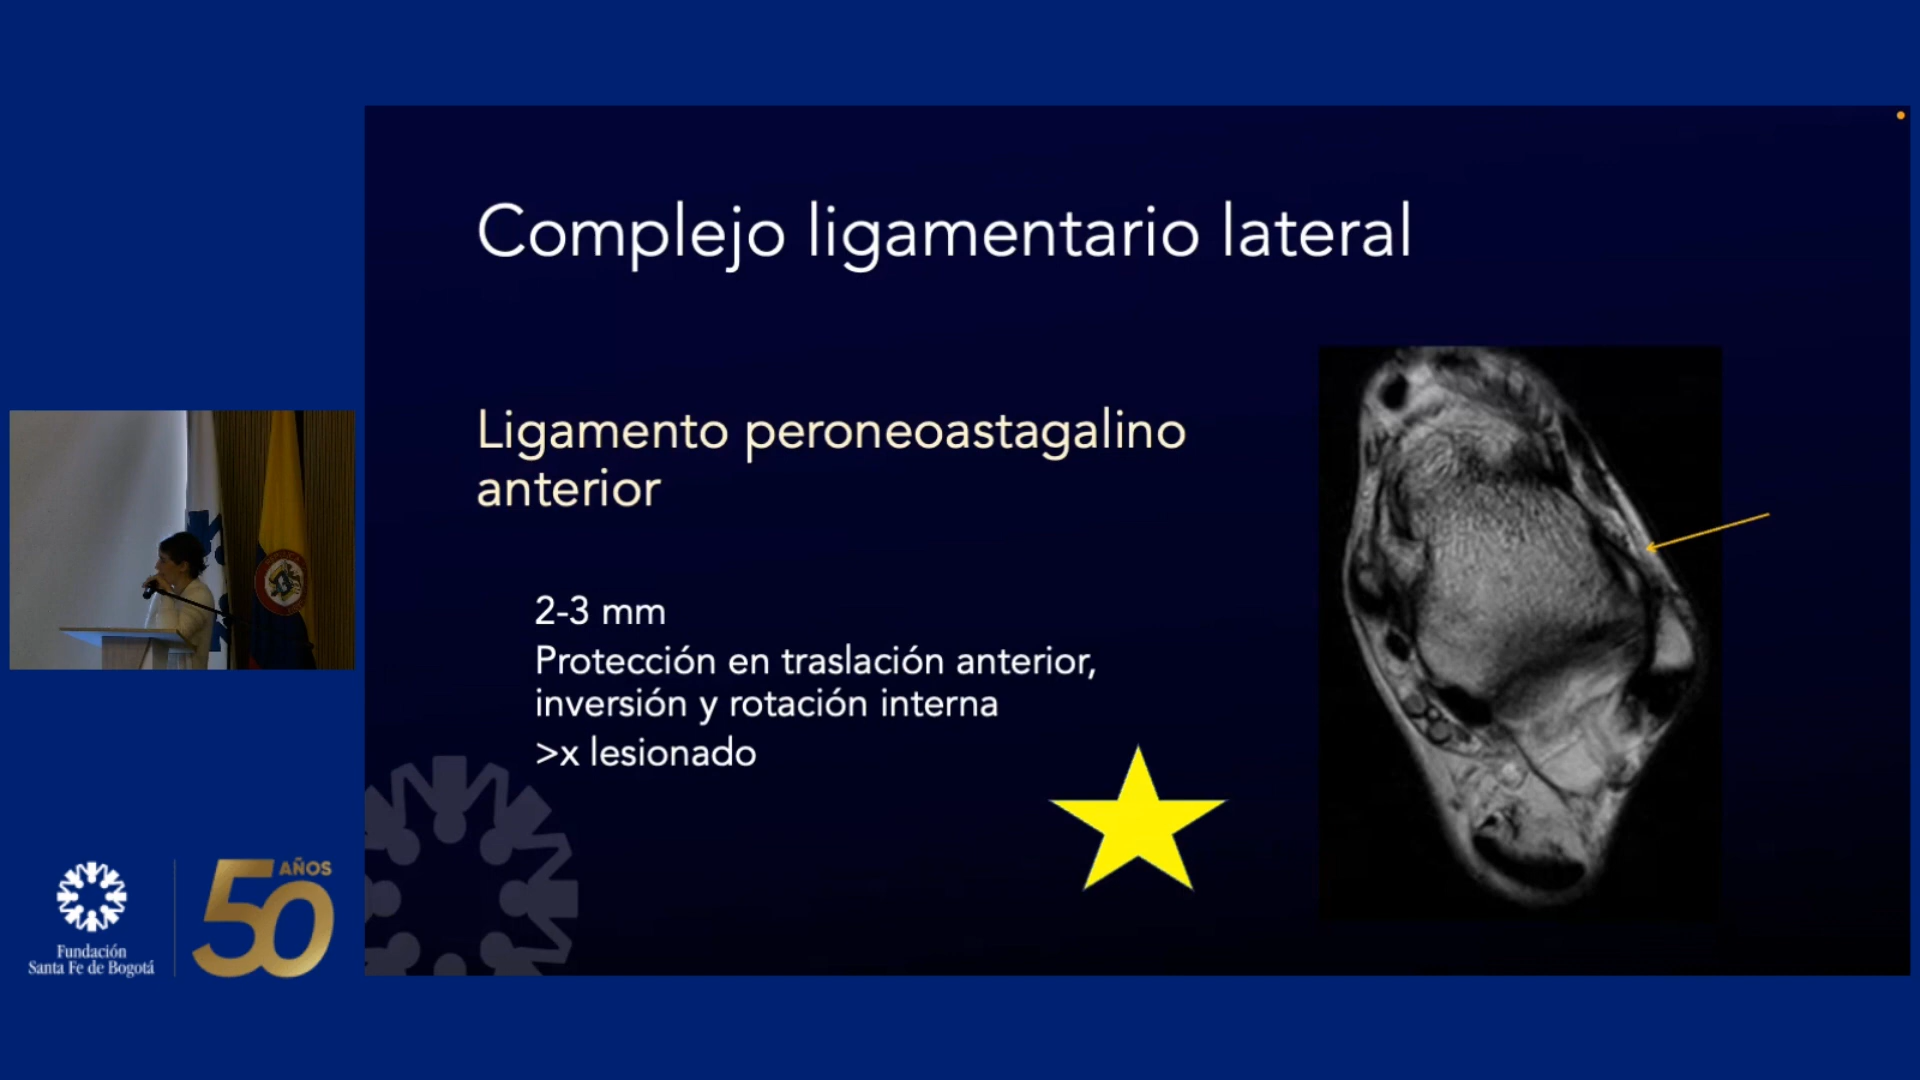 Complejo ligamentario lateral
Ligamento peroneoastagalino
anterior
2-3 mm
Protección en traslación anterior,
inversión y rotación interna
>x lesionado
Fundación
Santa Fe de Bogotá
50 AÑOS